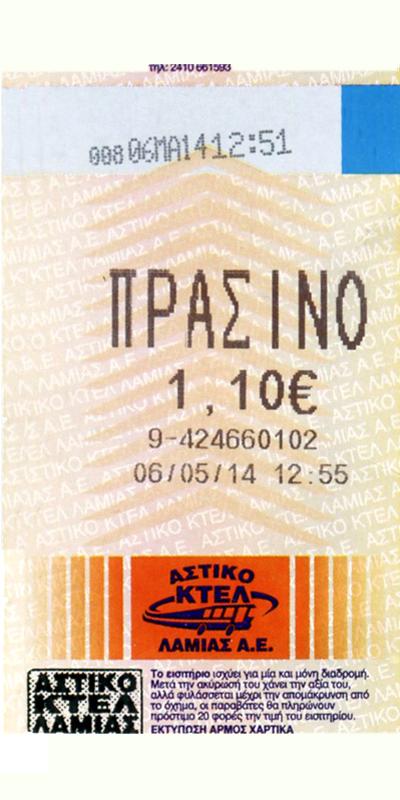 τηλ: 2410 661593
008 06ΜΑ14 12:51
ΠΡΑΣΙΝΟ
1,10€
9-424660102
06/05/14 12:55
ΑΣΤΙΚΟ
ΚΤΕΛ
ΛΑΜΙΑΣ Α.Ε.
ΑΣΤΙΚΟ
ΚΤΕΛ
ΛΑΜΙΑΣ
Το εισιτήριο ισχύει για μία και μόνη διαδρομή.
Μετά την ακύρωσή του χάνει την αξία του,
αλλά φυλάσσεται μέχρι την απομάκρυνση από
το όχημα, οι παραβάτες θα πληρώνουν
πρόστιμο 20 φορές την τιμή του εισιτηρίου.
ΕΚΤΥΠΩΣΗ ΑΡΜΟΣ ΧΑΡΤΙΚΑ